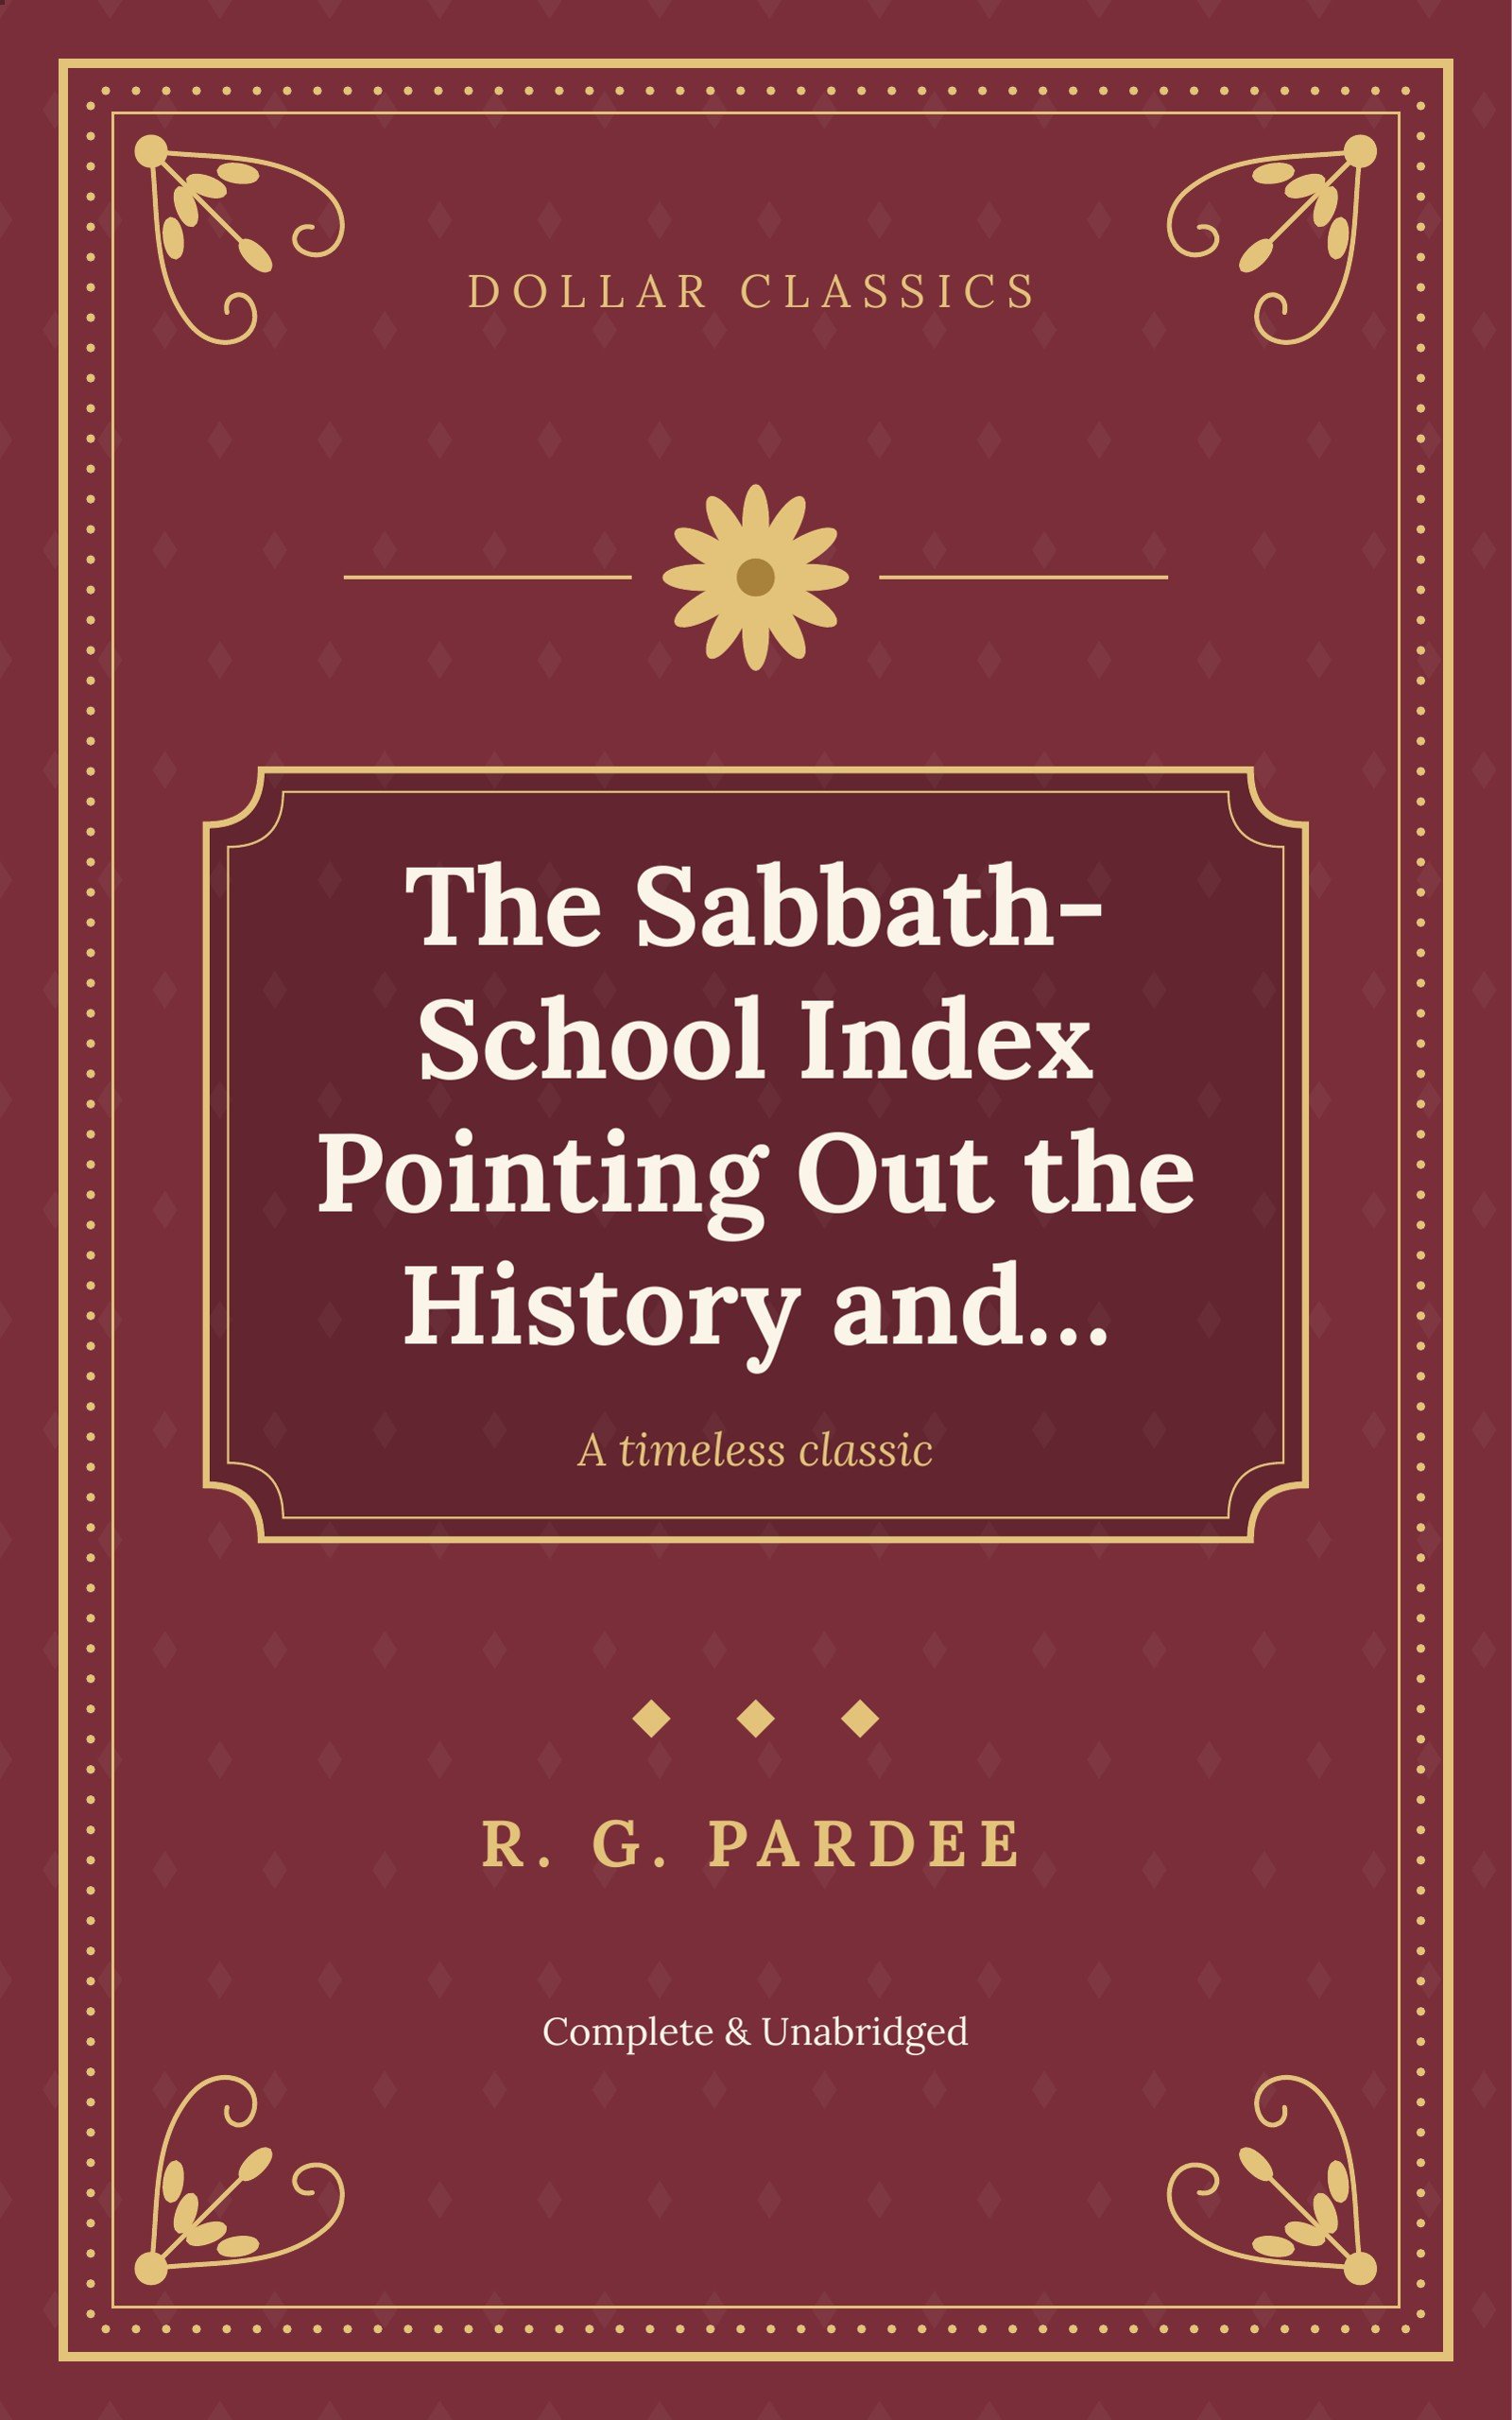 DOLLAR CLASSICS
The Sabbath-
School Index
Pointing Out the
History and...
A timeless classic
R. G. PARDEE
Complete & Unabridged